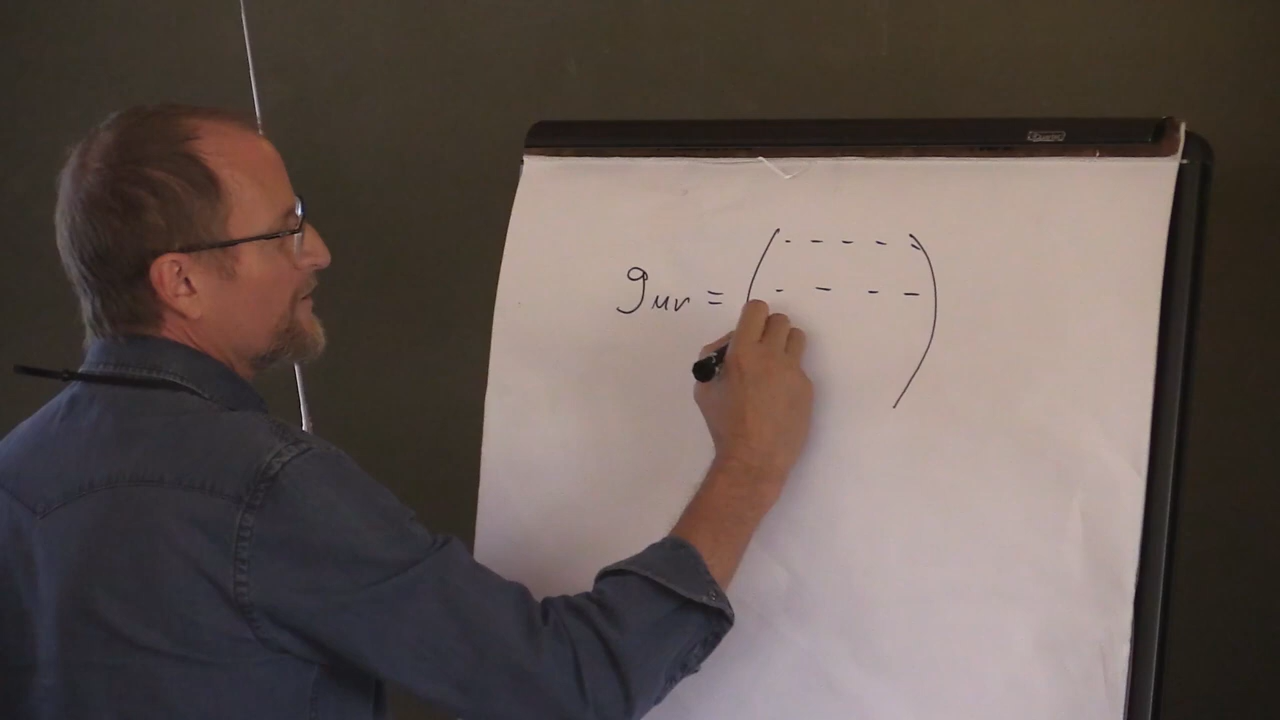 gμν = ( - - - - -
- - - - )